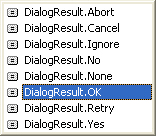 DialogResult.Abort
DialogResult.Cancel
DialogResult.Ignore
DialogResult.No
DialogResult.None
DialogResult.OK
DialogResult.Retry
DialogResult.Yes